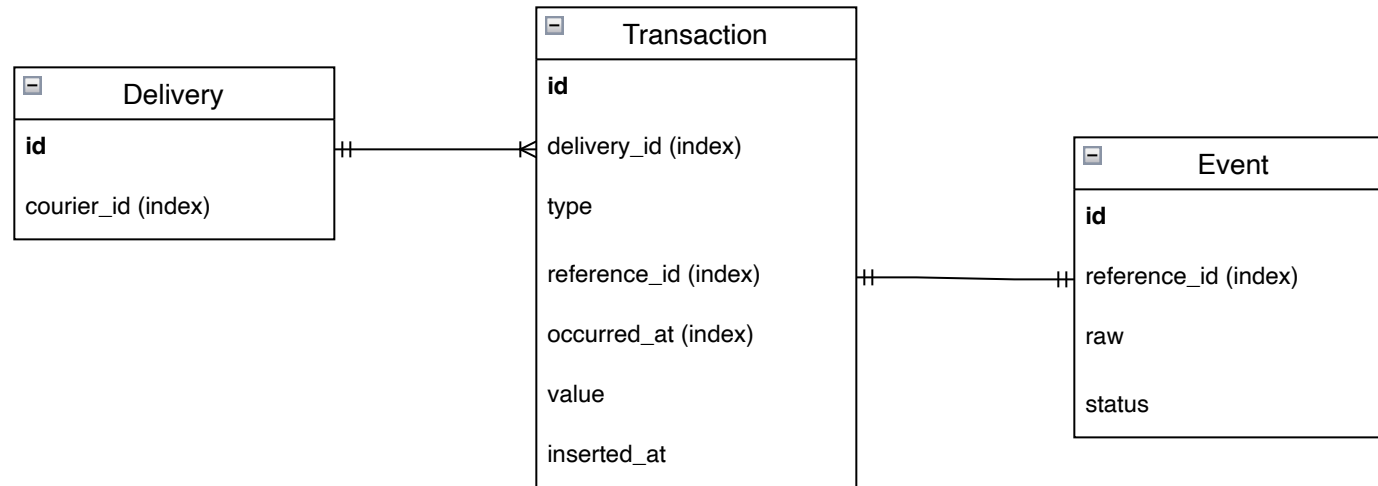 Delivery
id
courier_id (index)
Transaction
id
delivery_id (index)
type
reference_id (index)
occurred_at (index)
value
inserted_at
Event
id
reference_id (index)
raw
status